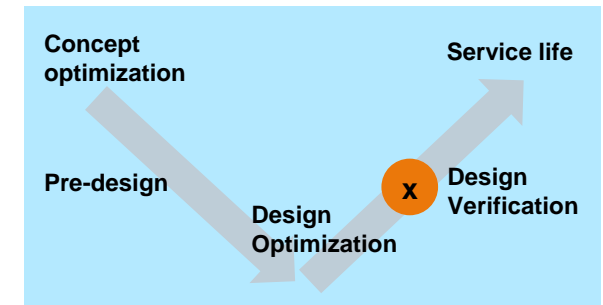 Concept
optimization
Service life
Pre-design
x
Design
Verification
Design
Optimization